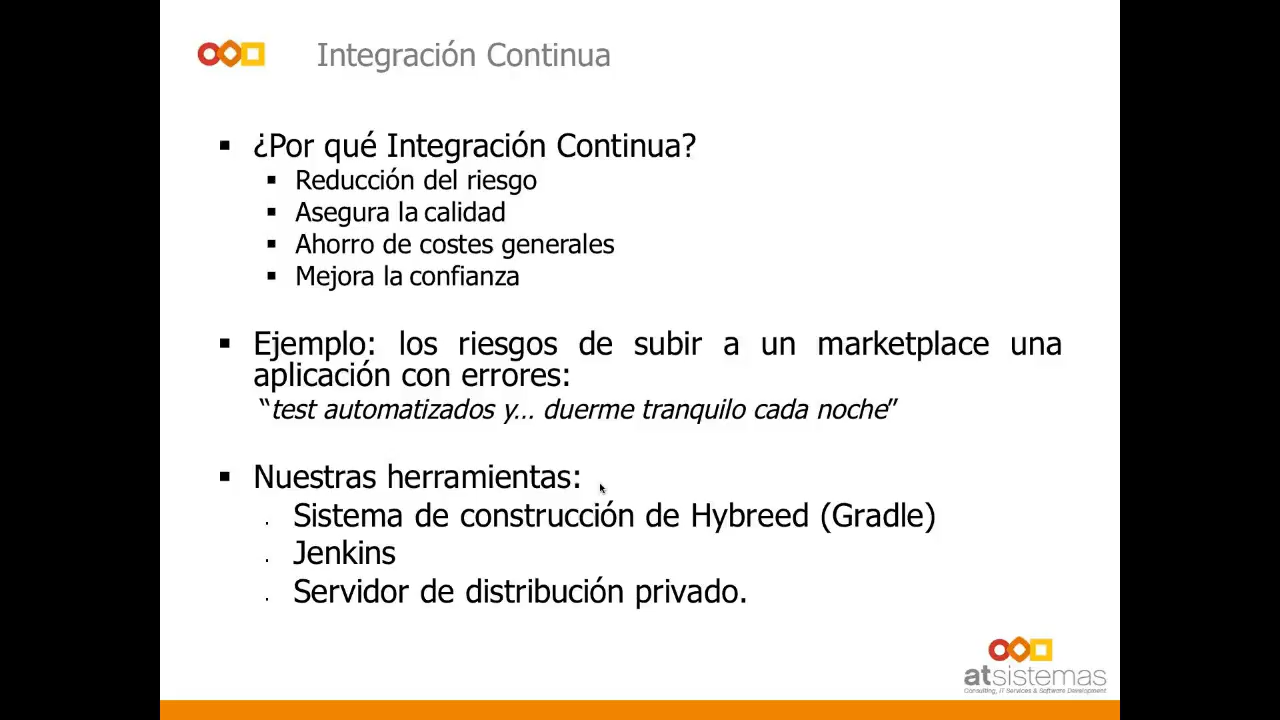 Integración Continua
¿Por qué Integración Continua?
Reducción del riesgo
Asegura la calidad
Ahorro de costes generales
Mejora la confianza
Ejemplo: los riesgos de subir a un marketplace una
aplicación con errores:
“test automatizados y… duerme tranquilo cada noche”
Nuestras herramientas:
Sistema de construcción de Hybreed (Gradle)
Jenkins
Servidor de distribución privado.
atsistemas
Consulting, IT Services & Software Development